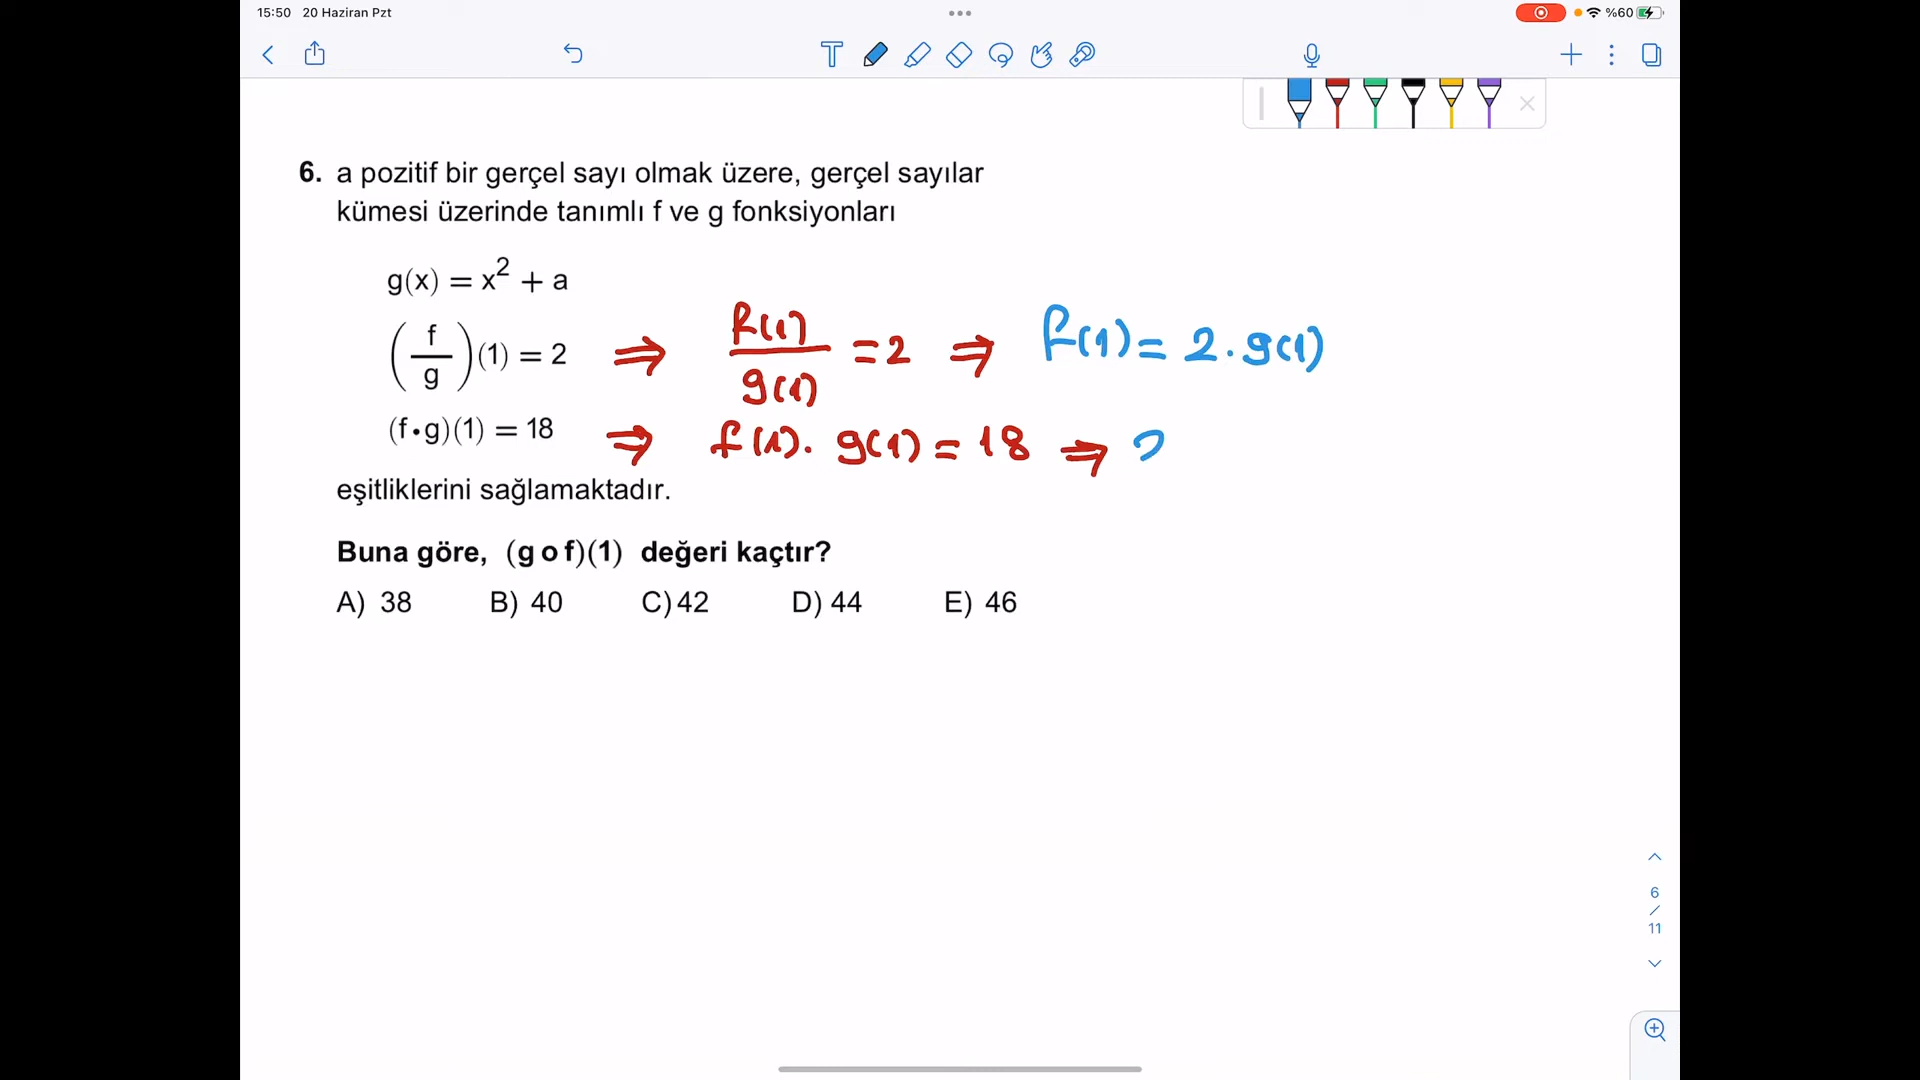 15:50 20 Haziran Pzt
%60
6. a pozitif bir gerçel sayı olmak üzere, gerçel sayılar
kümesi üzerinde tanımlı f ve g fonksiyonları
g(x) = x² + a
(f/g)(1) = 2 ⇒ f(1)/g(1) = 2 ⇒ f(1) = 2 . g(1)
(f•g)(1) = 18 ⇒ f(1) . g(1) = 18 ⇒ 2
eşitliklerini sağlamaktadır.
Buna göre, (g o f)(1) değeri kaçtır?
A) 38 B) 40 C) 42 D) 44 E) 46
6
/
11